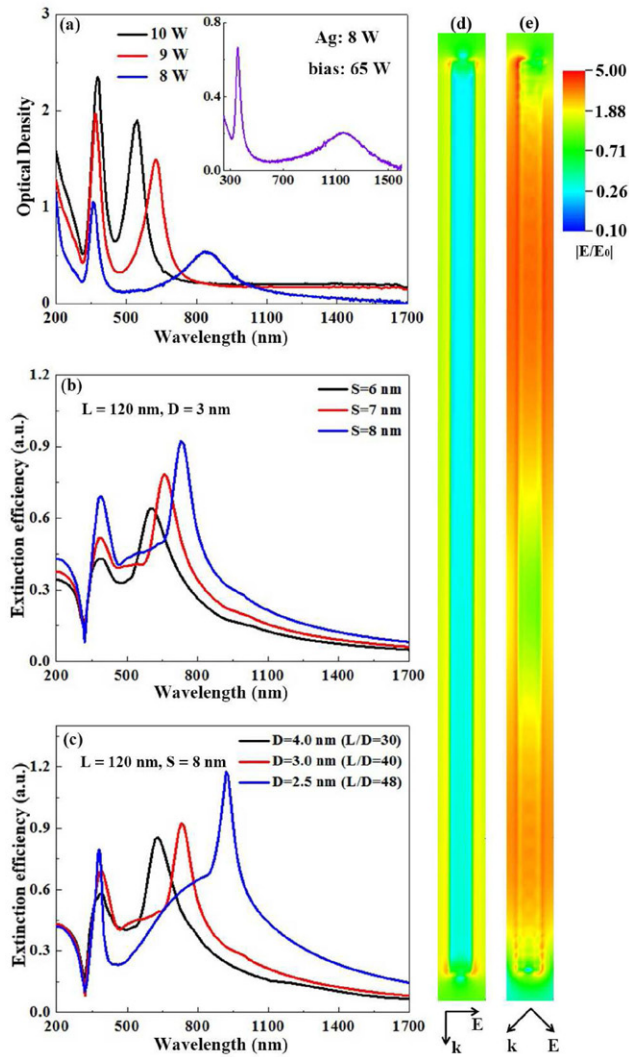 (a)
10 W
9 W
8 W
Ag: 8 W
bias: 65 W
0.8
0.4
0.0
300 700 1100 1500
3
2
1
0
Optical Density
200 500 800 1100 1400 1700
Wavelength (nm)
(b)
L = 120 nm, D = 3 nm
S=6 nm
S=7 nm
S=8 nm
1.2
0.9
0.6
0.3
0.0
Extinction efficiency (a.u.)
200 500 800 1100 1400 1700
Wavelength (nm)
(c)
L = 120 nm, S = 8 nm
D=4.0 nm (L/D=30)
D=3.0 nm (L/D=40)
D=2.5 nm (L/D=48)
1.2
0.9
0.6
0.3
0.0
Extinction efficiency (a.u.)
200 500 800 1100 1400 1700
Wavelength (nm)
(d)
E
k
(e)
k E
5.00
1.88
0.71
0.26
0.10
|E/E₀|